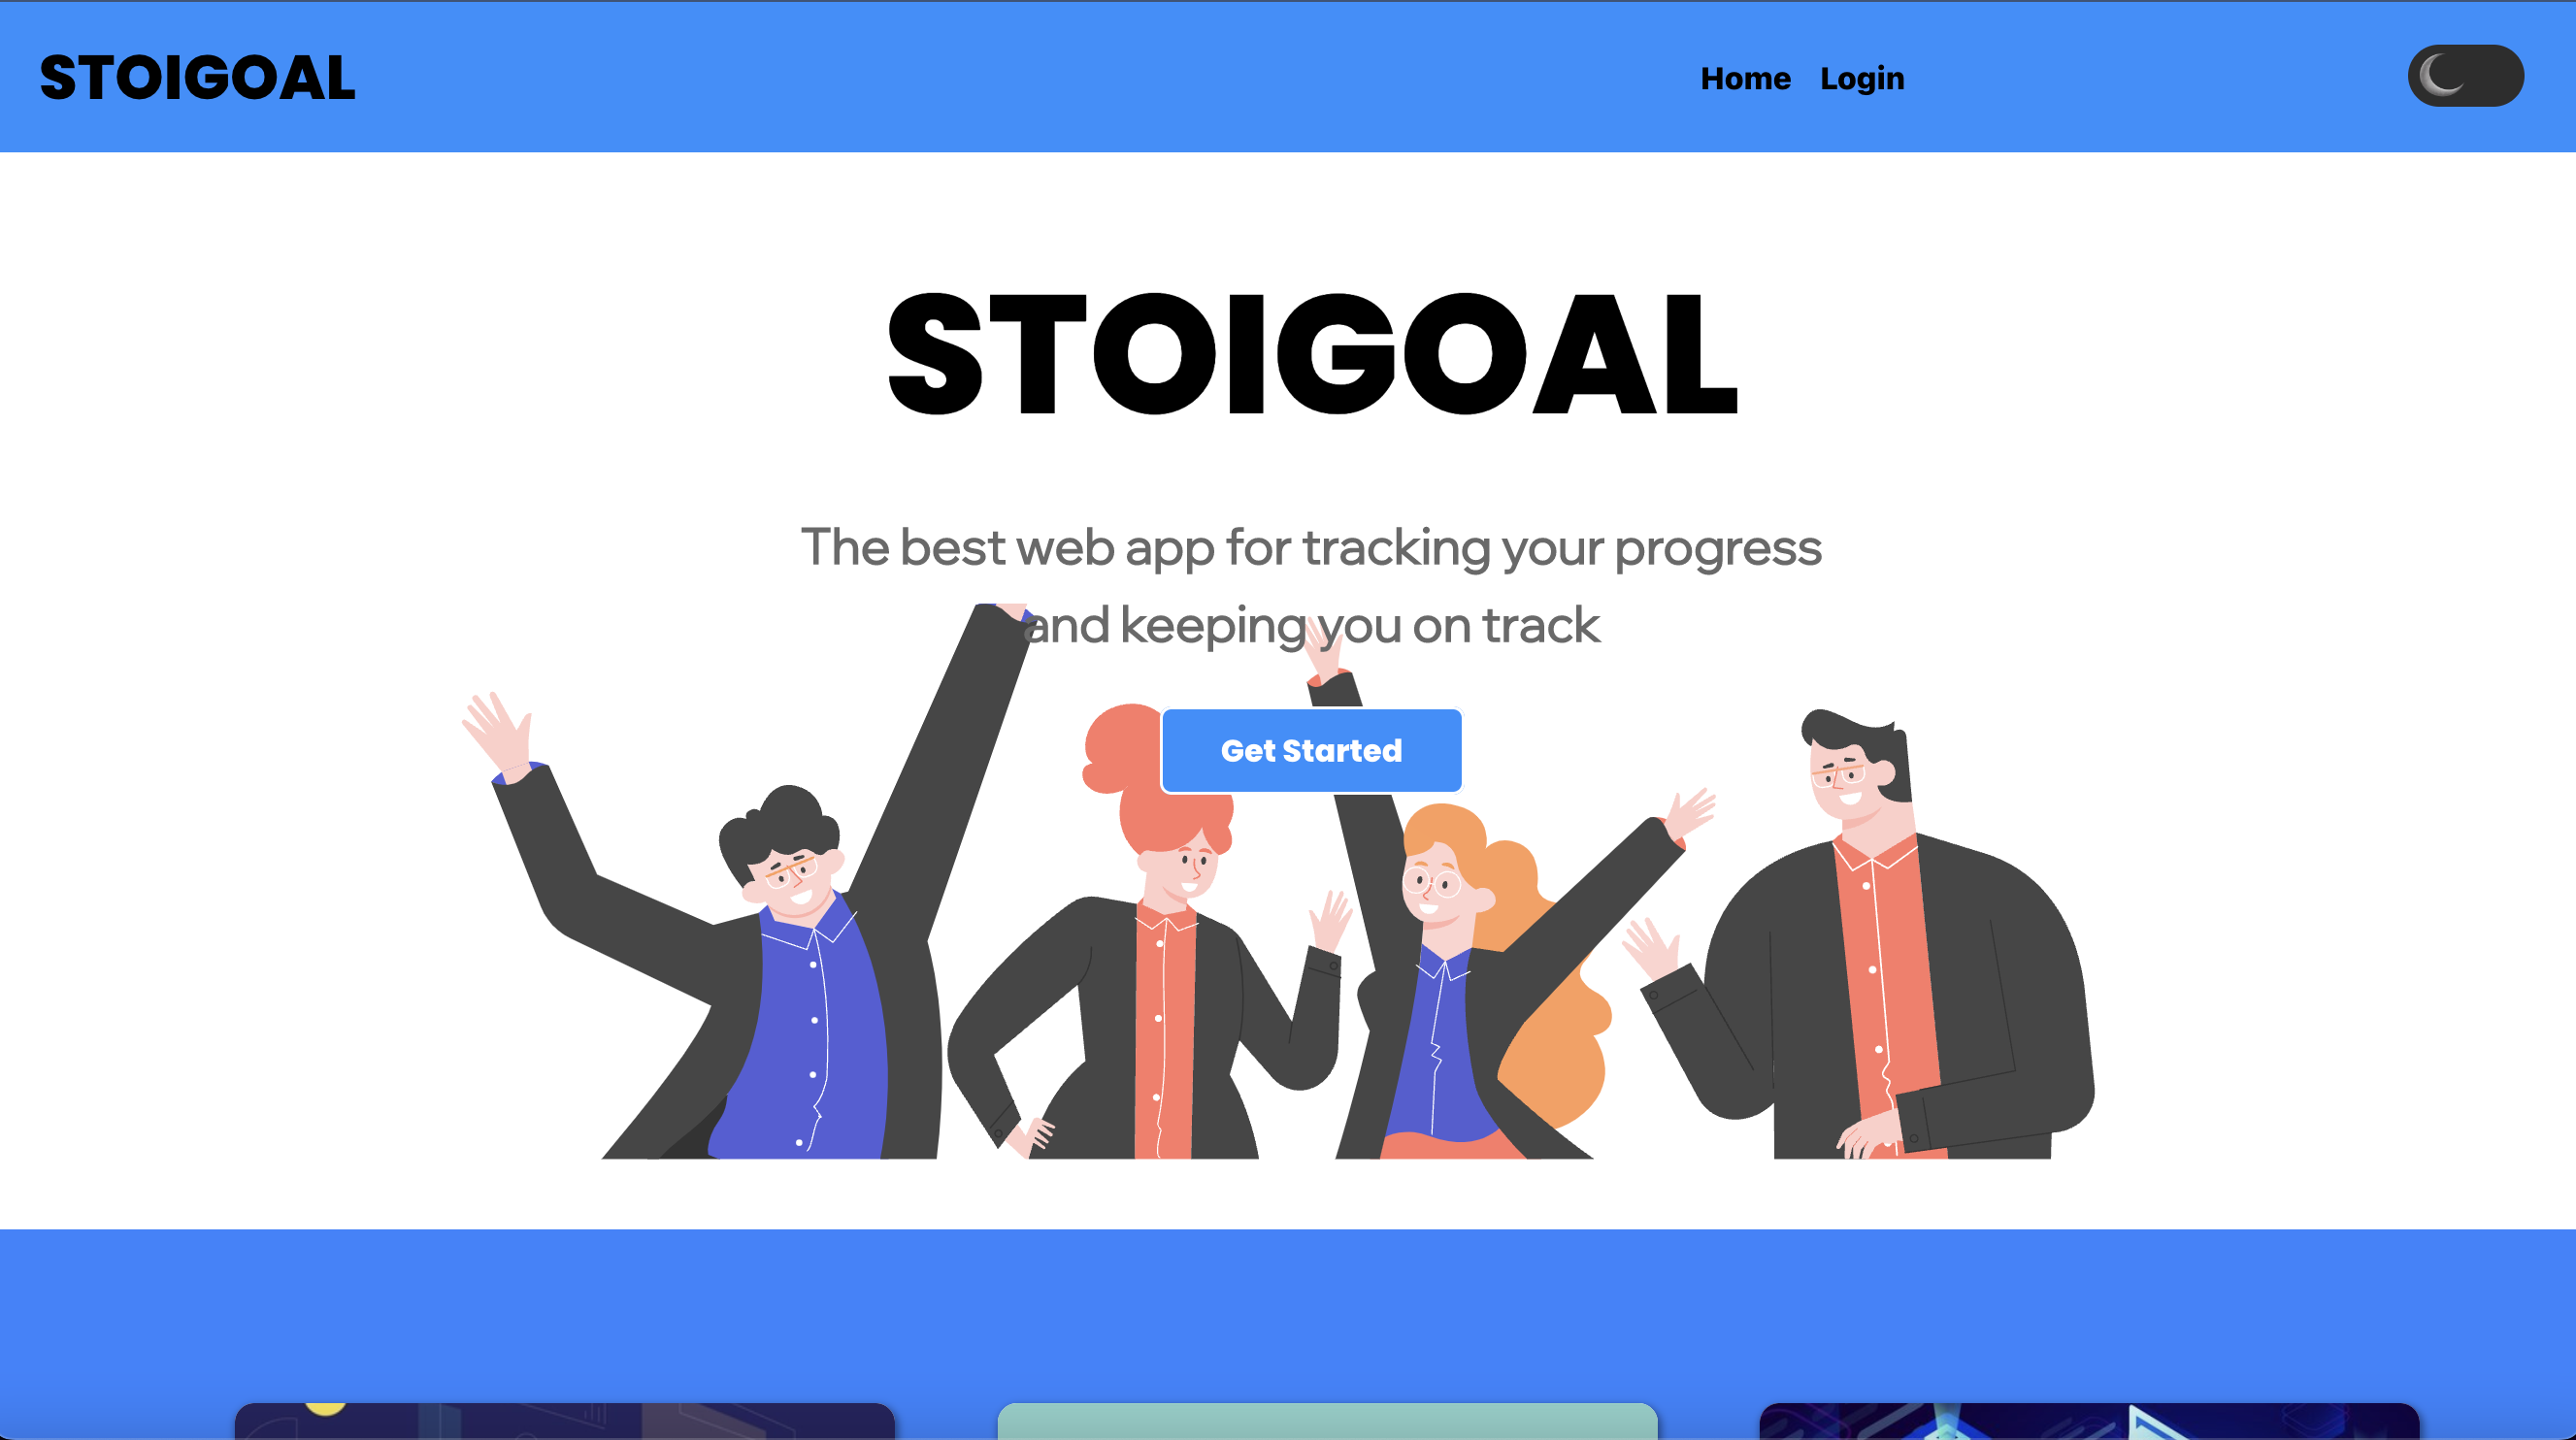 STOIGOAL
Home Login
STOIGOAL
The best web app for tracking your progress
and keeping you on track
Get Started